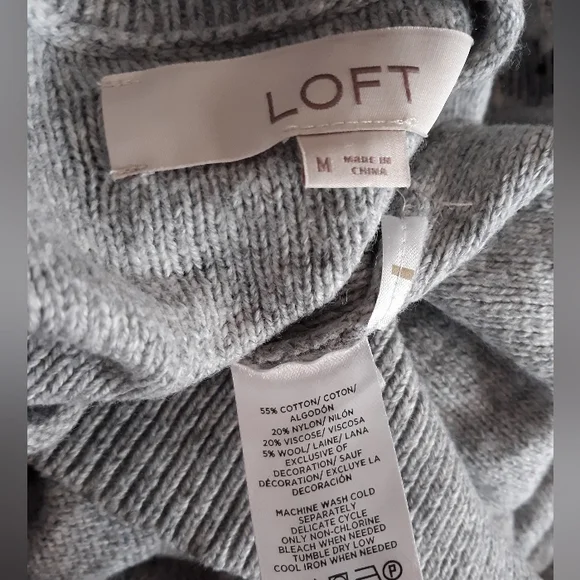 LOFT
M MADE IN
CHINA
55% COTTON/ COTON/
ALGODÓN
20% NYLON/ NILÓN
20% VISCOSE/ VISCOSA
5% WOOL/ LAINE/ LANA
EXCLUSIVE OF
DECORATION/ SAUF
DÉCORATION/ EXCLUYE LA
DECORACIÓN
MACHINE WASH COLD
SEPARATELY
DELICATE CYCLE
ONLY NON-CHLORINE
BLEACH WHEN NEEDED
TUMBLE DRY LOW
COOL IRON WHEN NEEDED